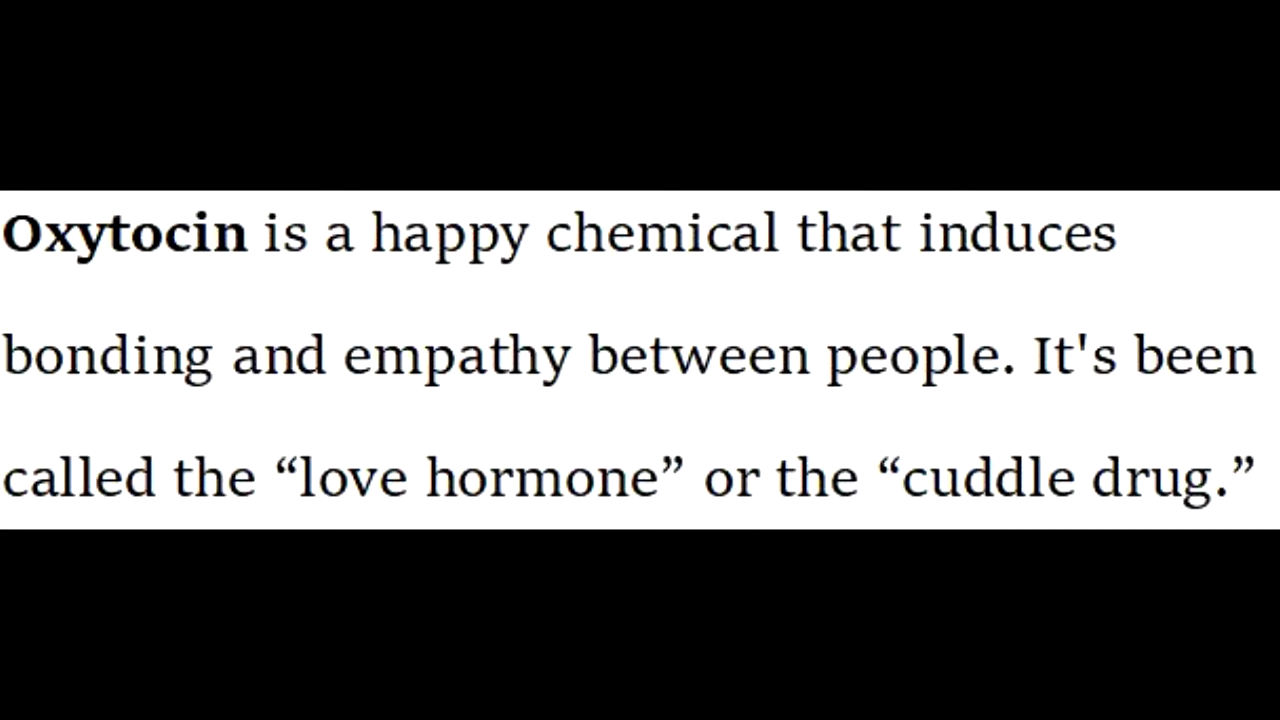 Oxytocin is a happy chemical that induces
bonding and empathy between people. It's been
called the “love hormone” or the “cuddle drug.”